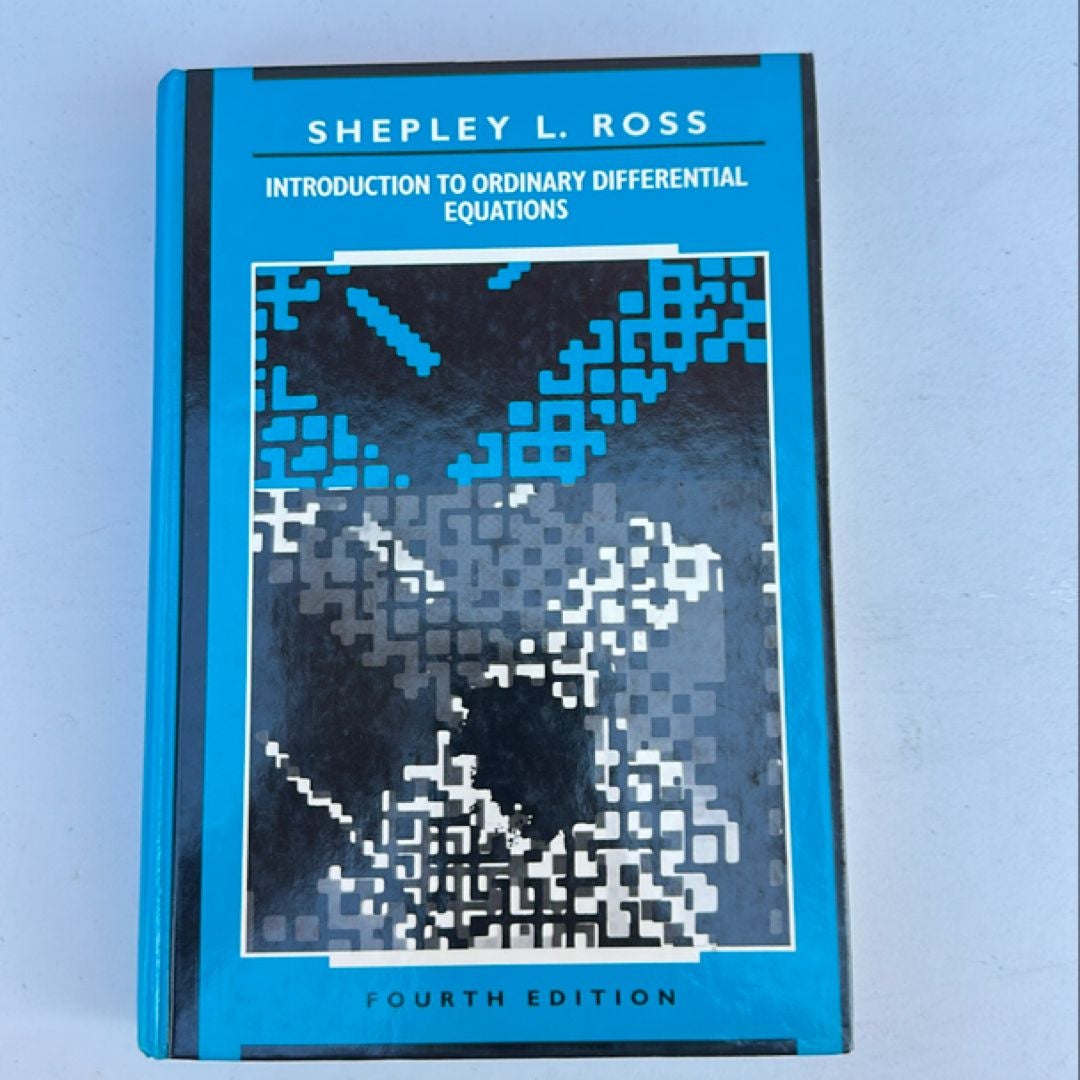 SHEPLEY L. ROSS
INTRODUCTION TO ORDINARY DIFFERENTIAL
EQUATIONS
FOURTH EDITION